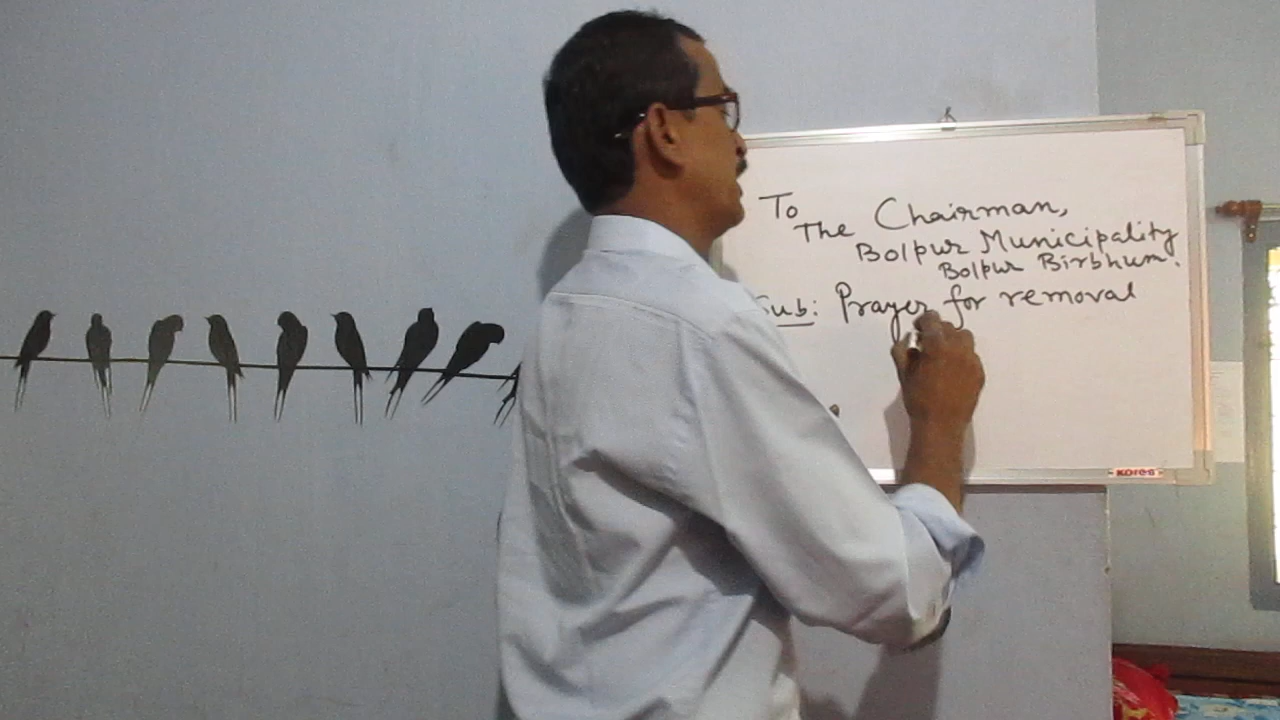 To
The Chairman,
Bolpur Municipality
Bolpur Birbhum.
Sub: Prayer for removal
Kores